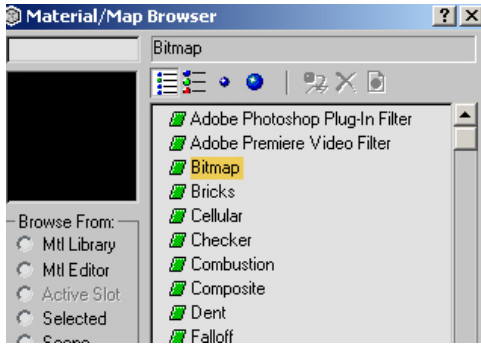 Material/Map Browser
Bitmap
Adobe Photoshop Plug-In Filter
Adobe Premiere Video Filter
Bitmap
Bricks
Cellular
Checker
Combustion
Composite
Dent
Falloff
Browse From:
Mtl Library
Mtl Editor
Active Slot
Selected
Scene